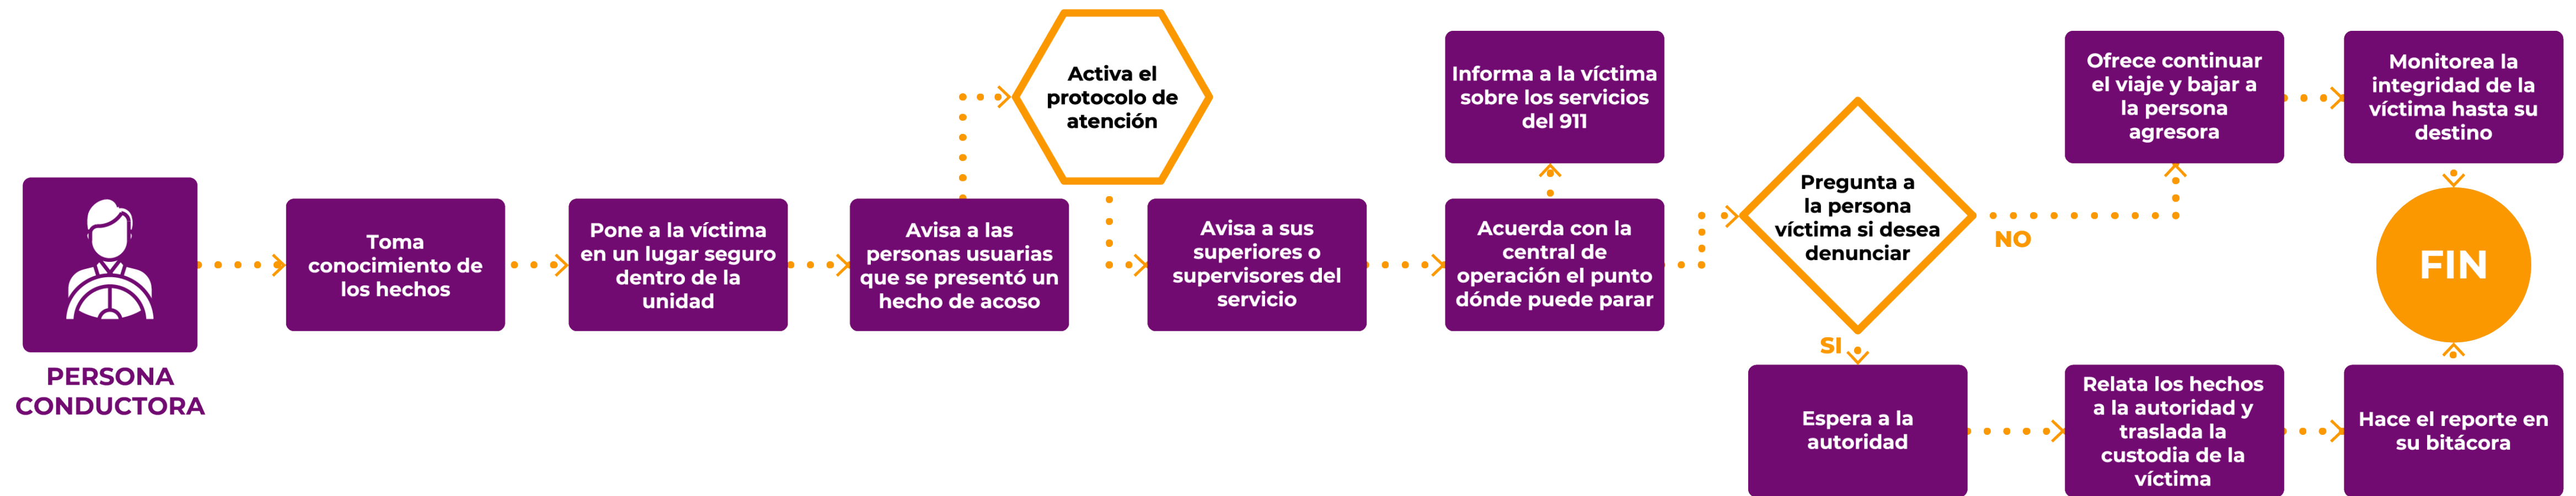 PERSONA
CONDUCTORA
Toma
conocimiento de
los hechos
Pone a la víctima
en un lugar seguro
dentro de la
unidad
Avisa a las
personas usuarias
que se presentó un
hecho de acoso
Activa el
protocolo de
atención
Avisa a sus
superiores o
supervisores del
servicio
Acuerda con la
central de
operación el punto
dónde puede parar
Informa a la víctima
sobre los servicios
del 911
Pregunta a
la persona
víctima si desea
denunciar
NO
Ofrece continuar
el viaje y bajar a
la persona
agresora
Monitorea la
integridad de la
víctima hasta su
destino
SI
Espera a la
autoridad
Relata los hechos
a la autoridad y
traslada la
custodia de la
víctima
Hace el reporte en
su bitácora
FIN